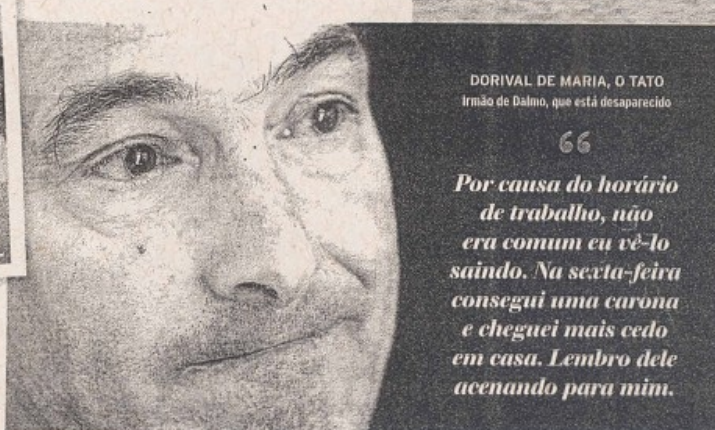 DORIVAL DE MARIA, O TATO
Irmão de Dalmo, que está desaparecido
“
Por causa do horário
de trabalho, não
era comum eu vê-lo
saindo. Na sexta-feira
consegui uma carona
e cheguei mais cedo
em casa. Lembro dele
acenando para mim.